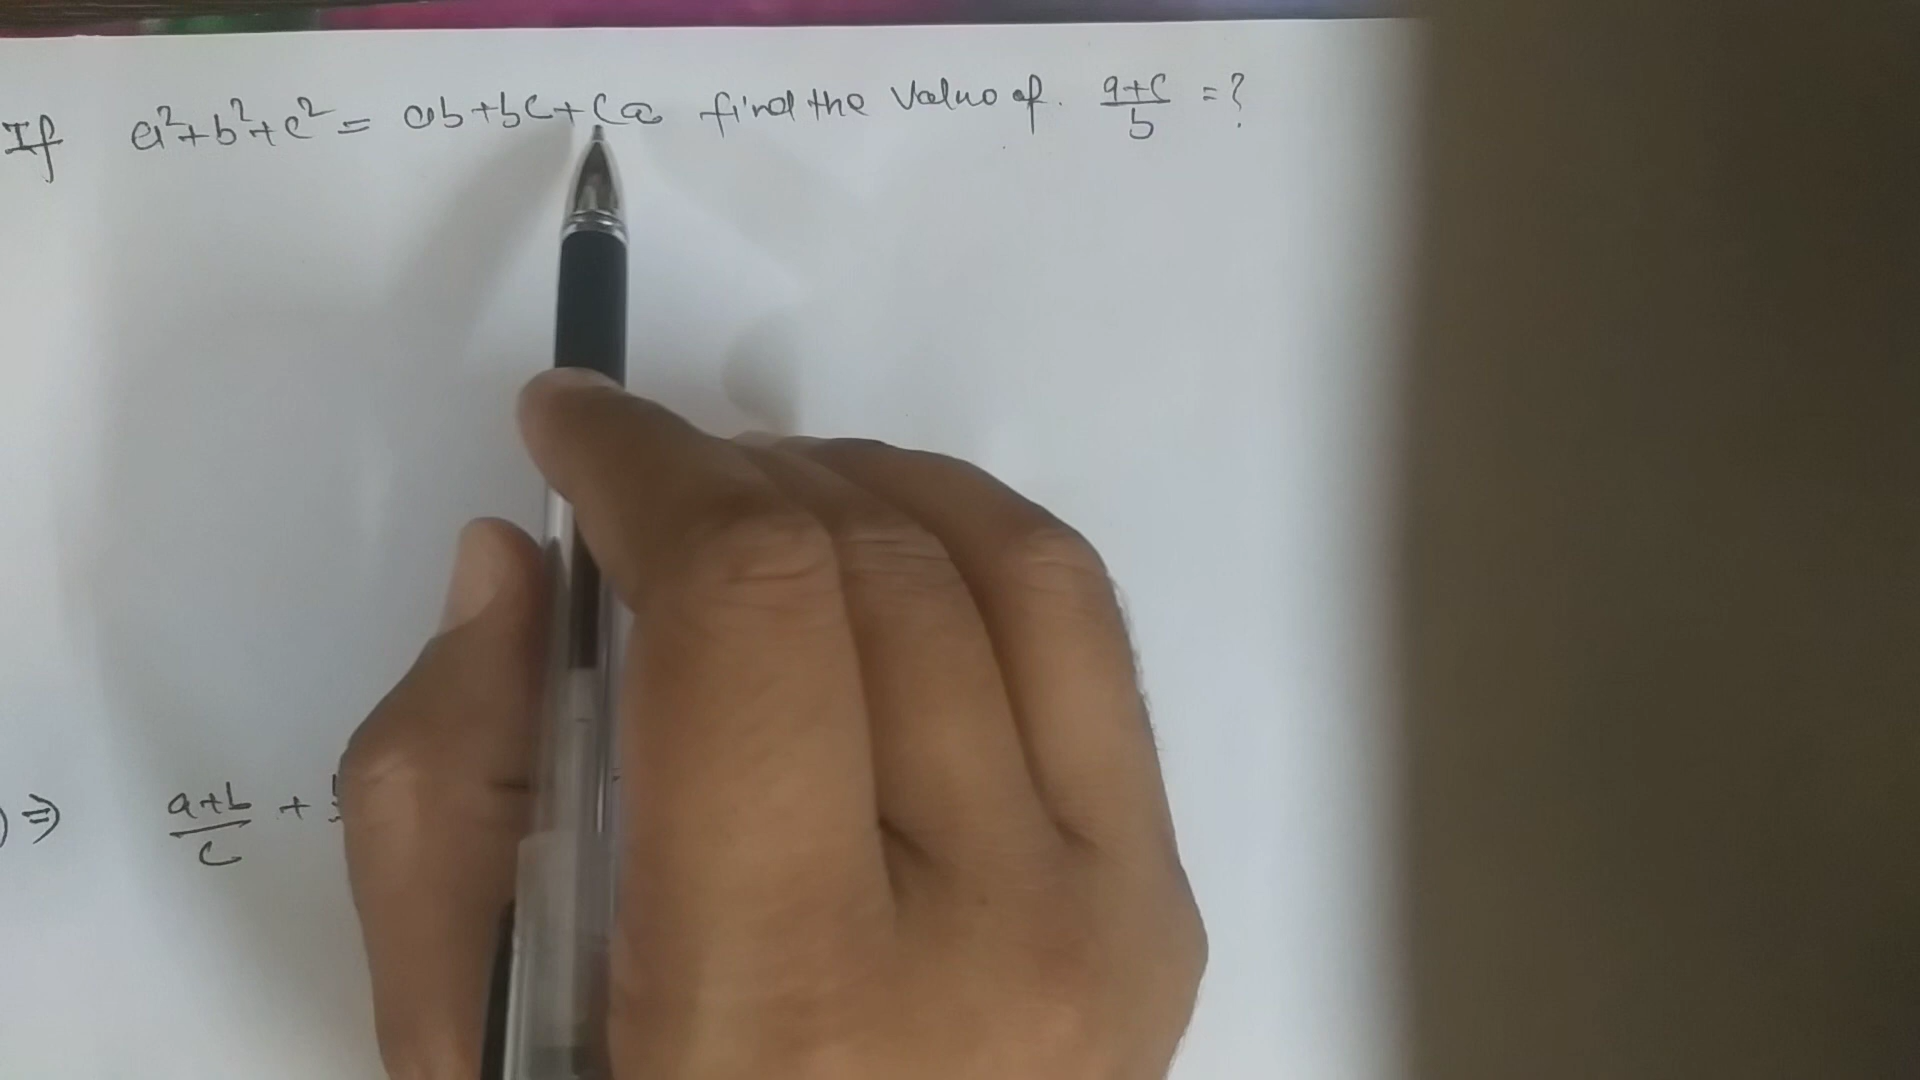 If a²+b²+c² = ab+bc+ca find the value of. a+c/b = ?
)⇒ a+b/c +